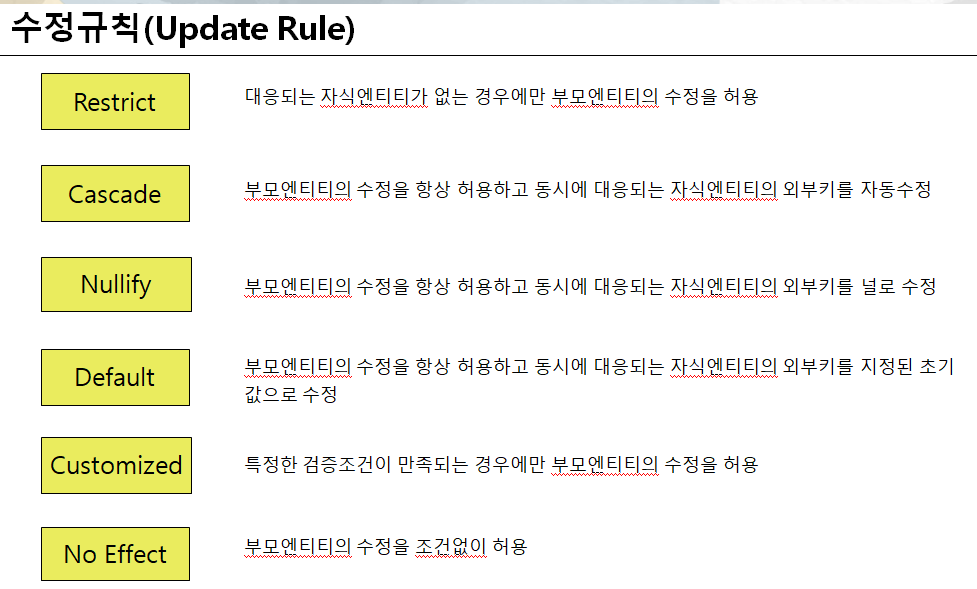 수정규칙(Update Rule)
Restrict
대응되는 자식엔티티가 없는 경우에만 부모엔티티의 수정을 허용
Cascade
부모엔티티의 수정을 항상 허용하고 동시에 대응되는 자식엔티티의 외부키를 자동수정
Nullify
부모엔티티의 수정을 항상 허용하고 동시에 대응되는 자식엔티티의 외부키를 널로 수정
Default
부모엔티티의 수정을 항상 허용하고 동시에 대응되는 자식엔티티의 외부키를 지정된 초기
값으로 수정
Customized
특정한 검증조건이 만족되는 경우에만 부모엔티티의 수정을 허용
No Effect
부모엔티티의 수정을 조건없이 허용